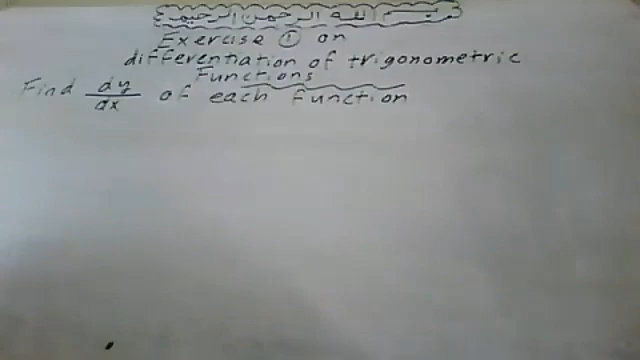 بسم الله الرحمن الرحيم
Exercise ① on
differentiation of trigonometric
Functions
Find dy/dx of each function